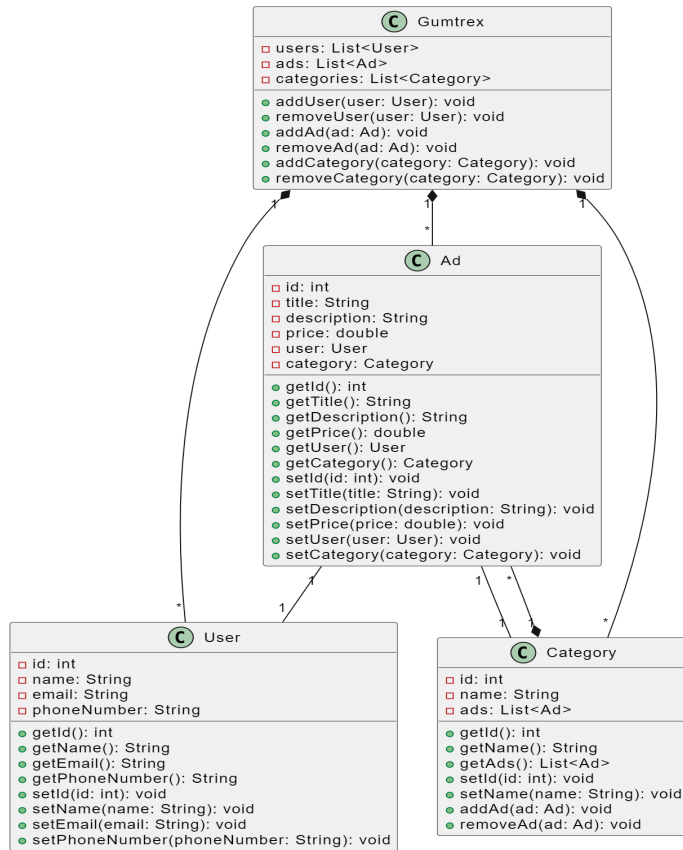 C Gumtrex
users: List<User>
ads: List<Ad>
categories: List<Category>
addUser(user: User): void
removeUser(user: User): void
addAd(ad: Ad): void
removeAd(ad: Ad): void
addCategory(category: Category): void
removeCategory(category: Category): void
1 1 1
*
C Ad
id: int
title: String
description: String
price: double
user: User
category: Category
getId(): int
getTitle(): String
getDescription(): String
getPrice(): double
getUser(): User
getCategory(): Category
setId(id: int): void
setTitle(title: String): void
setDescription(description: String): void
setPrice(price: double): void
setUser(user: User): void
setCategory(category: Category): void
1 1 *
* 1 1 1 *
C User
id: int
name: String
email: String
phoneNumber: String
getId(): int
getName(): String
getEmail(): String
getPhoneNumber(): String
setId(id: int): void
setName(name: String): void
setEmail(email: String): void
setPhoneNumber(phoneNumber: String): void
C Category
id: int
name: String
ads: List<Ad>
getId(): int
getName(): String
getAds(): List<Ad>
setId(id: int): void
setName(name: String): void
addAd(ad: Ad): void
removeAd(ad: Ad): void